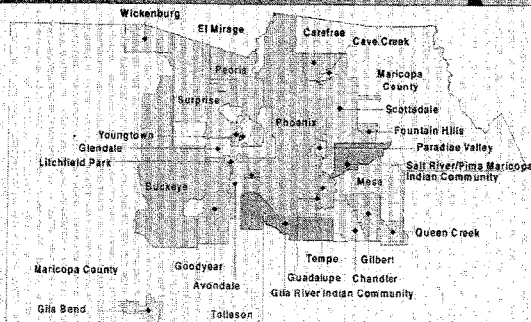 Wickenburg
El Mirage
Carefree
Cave Creek
Peoria
Maricopa
County
Surprise
Scottsdale
Phoenix
Youngtown
Fountain Hills
Glendale
Paradise Valley
Litchfield Park
Salt River/Pima Maricopa
Indian Community
Mesa
Buckeye
Queen Creek
Maricopa County
Goodyear
Tempe
Gilbert
Avondale
Guadalupe
Chandler
Gila River Indian Community
Gila Bend
Tolleson